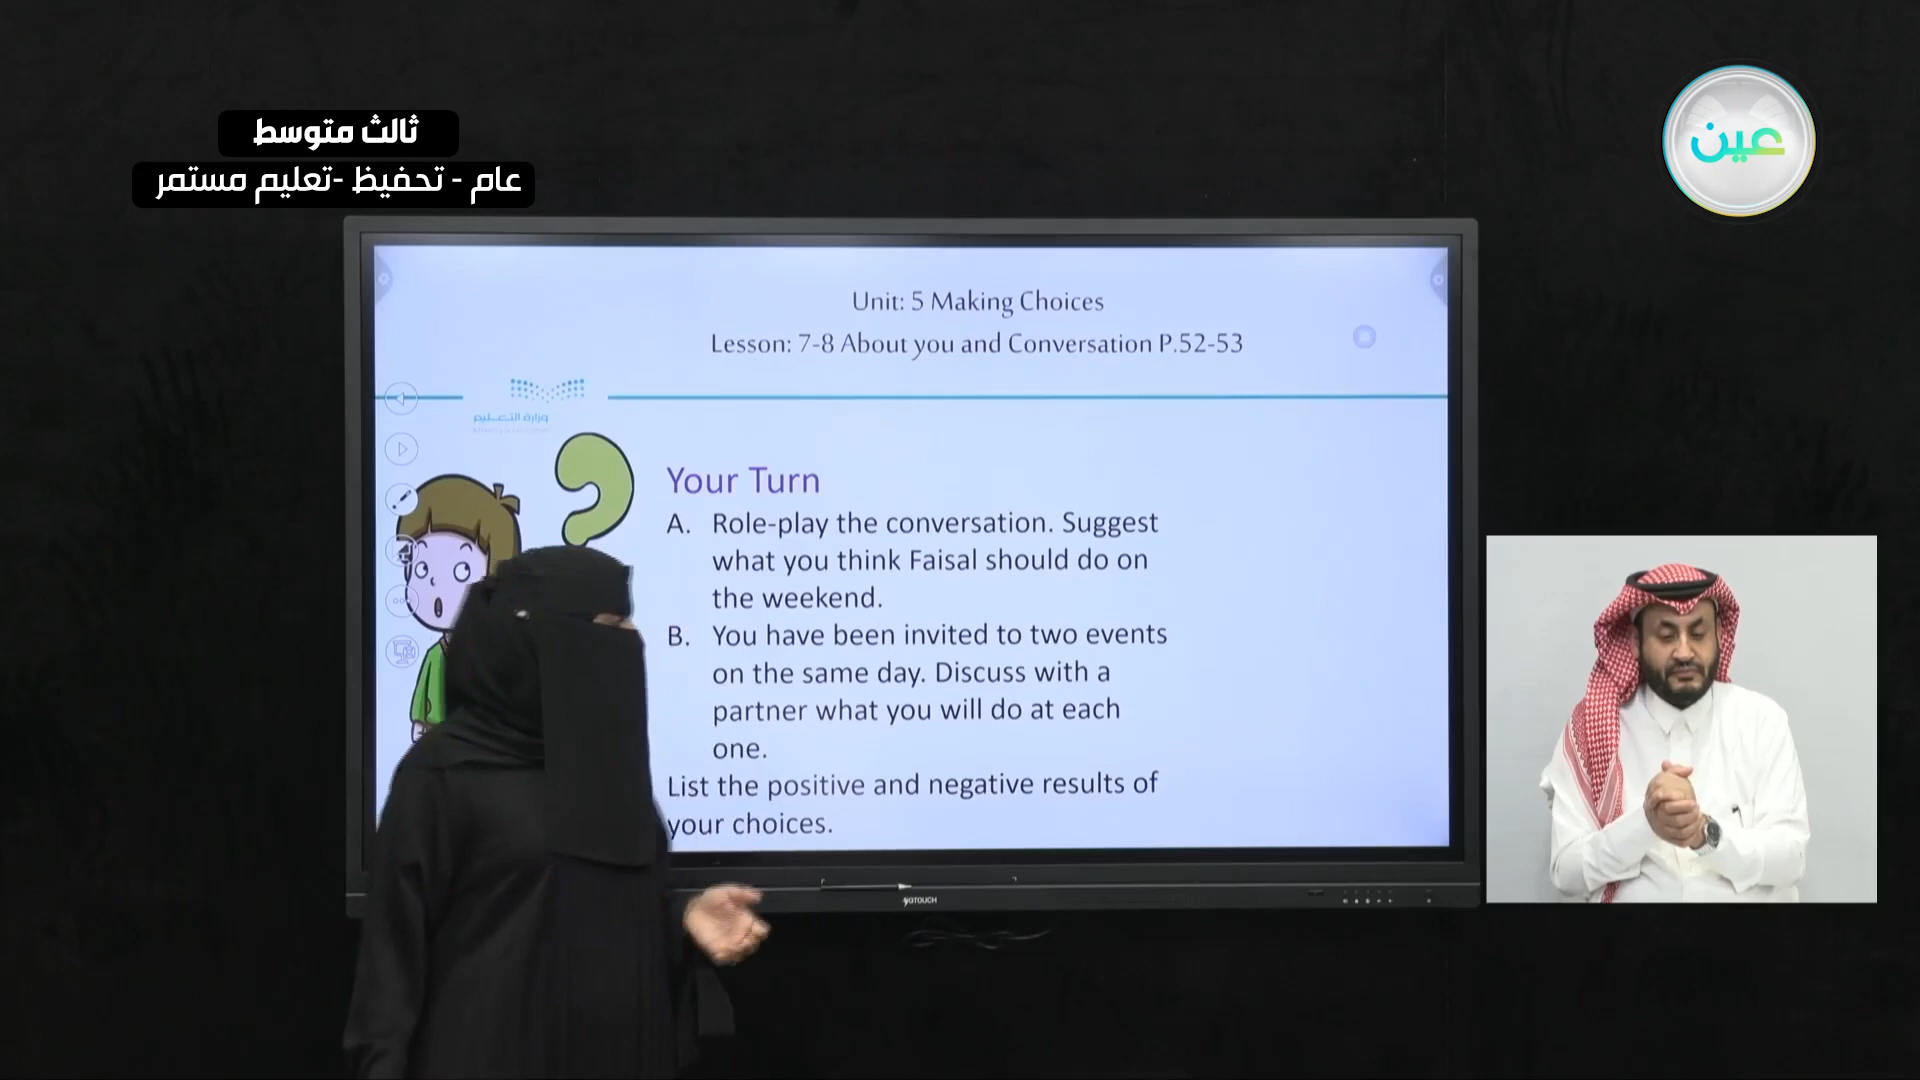 ثالث متوسط
عام - تحفيظ -تعليم مستمر
عين
Unit: 5 Making Choices
Lesson: 7-8 About you and Conversation P.52-53
وزارة التعليم
Your Turn
A. Role-play the conversation. Suggest
what you think Faisal should do on
the weekend.
B. You have been invited to two events
on the same day. Discuss with a
partner what you will do at each
one.
List the positive and negative results of
your choices.